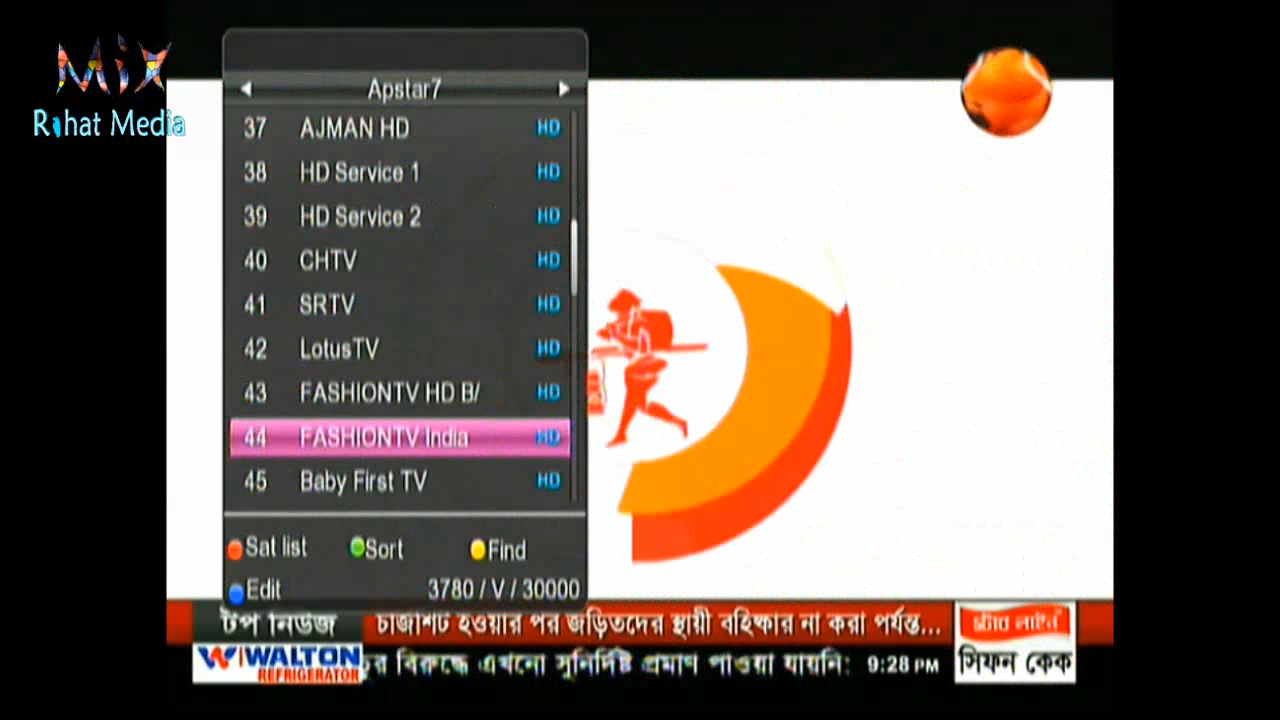 Mix
Rahat Media
Apstar7
37 AJMAN HD HD
38 HD Service 1 HD
39 HD Service 2 HD
40 CHTV HD
41 SRTV HD
42 LotusTV HD
43 FASHIONTV HD B/ HD
44 FASHIONTV India HD
45 Baby First TV HD
Sat list Sort Find
Edit 3780 / V / 30000
টপ নিউজ চার্জশিট হওয়ার পর জড়িতদের স্থায়ী বহিষ্কার না করা পর্যন্ত... স্টার লাইন
WALTON বিরুদ্ধে এখনো সুনির্দিষ্ট প্রমাণ পাওয়া যায়নি: 9:28 PM সিফন কেক
REFRIGERATOR